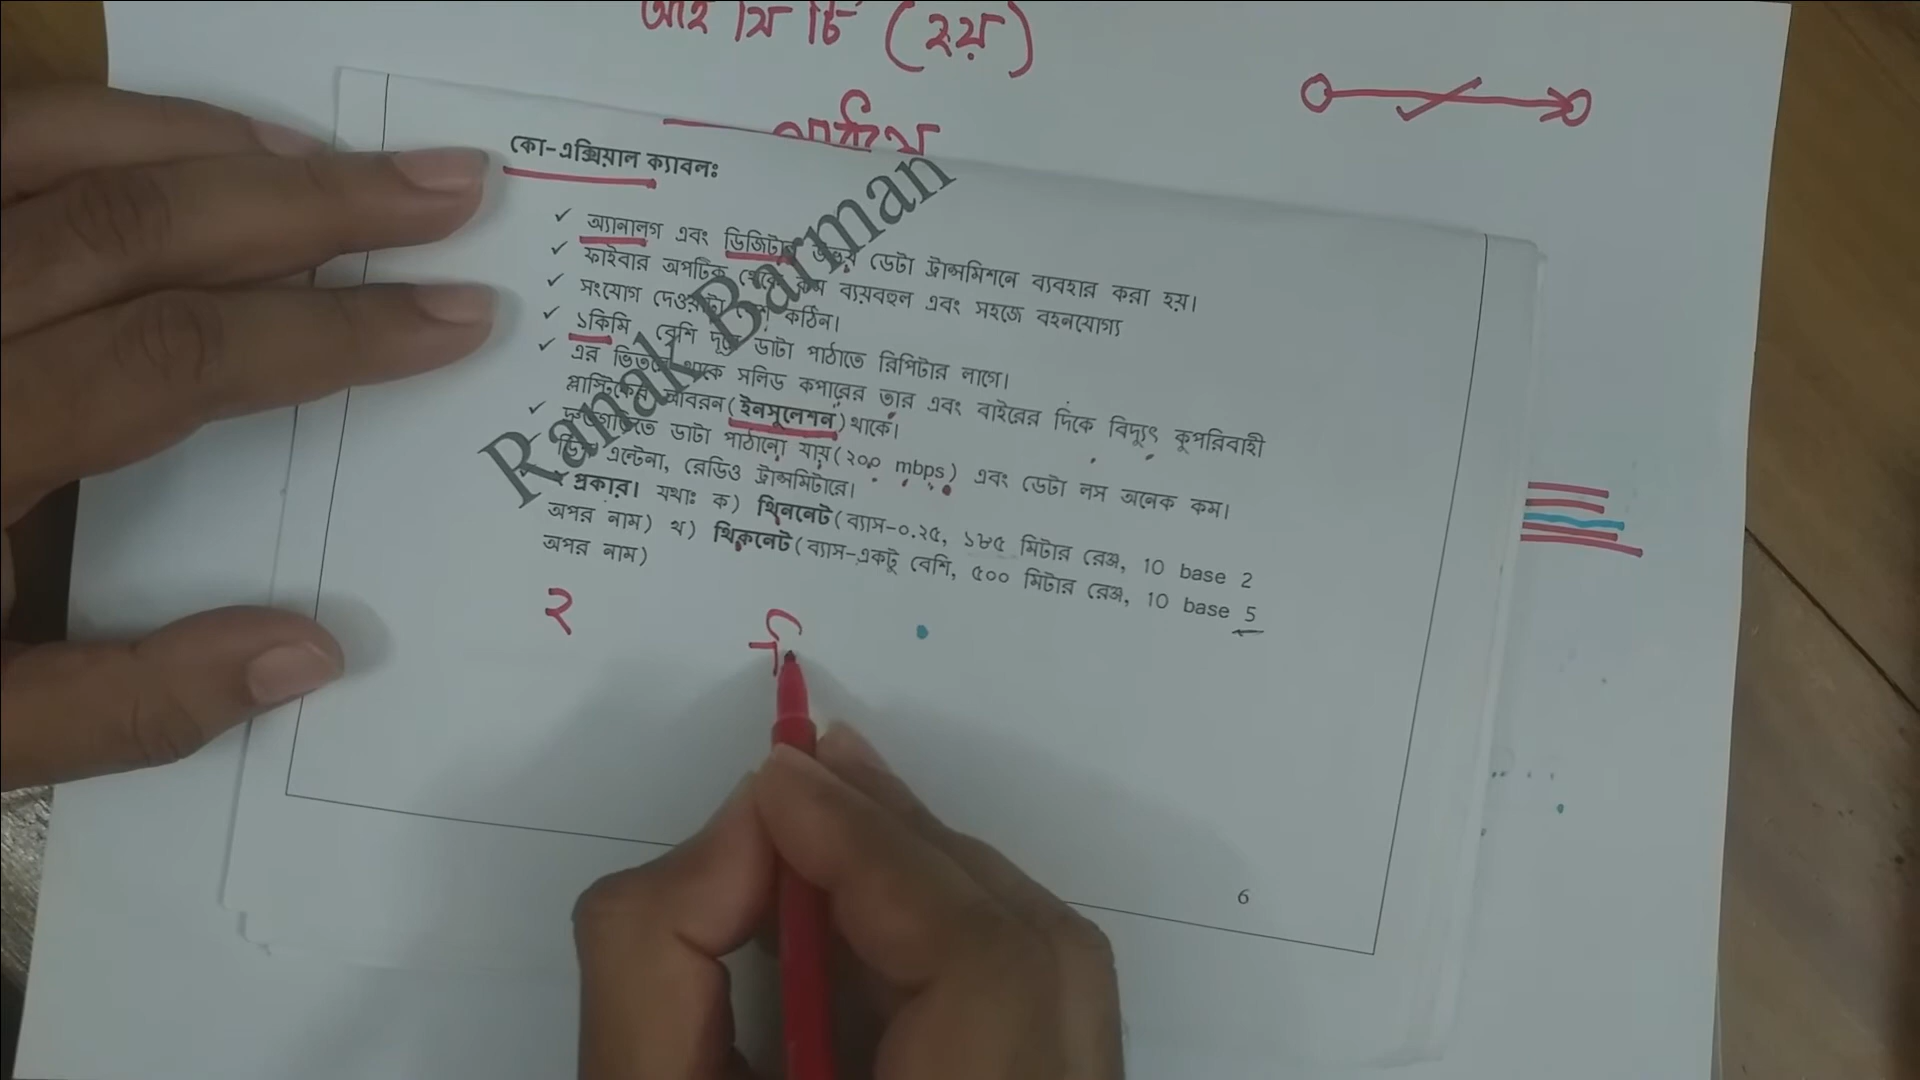 আই সি টি (২য়)
কো-এক্সিয়াল ক্যাবলঃ
✓ অ্যানালগ এবং ডিজিটাল উভয় ডেটা ট্রান্সমিশনে ব্যবহার করা হয়।
✓ ফাইবার অপটিক থেকে কম ব্যয়বহুল এবং সহজে বহনযোগ্য
✓ সংযোগ দেওয়াটা কঠিন।
✓ ১কিমি বেশি দূরে ডাটা পাঠাতে রিপিটার লাগে।
✓ এর ভিতরে থাকে সলিড কপারের তার এবং বাইরের দিকে বিদ্যুৎ কুপরিবাহী
প্লাস্টিকের আবরন(ইনসুলেশন)থাকে।
✓ দ্রুতগতিতে ডাটা পাঠানো যায়(২০০ mbps) এবং ডেটা লস অনেক কম।
এন্টেনা, রেডিও ট্রান্সমিটারে।
প্রকার। যথাঃ ক) থিননেট(ব্যাস-০.২৫, ১৮৫ মিটার রেঞ্জ, 10 base 2
অপর নাম) খ) থিকনেট(ব্যাস-একটু বেশি, ৫০০ মিটার রেঞ্জ, 10 base 5
অপর নাম)
২
6
Ranak Barman